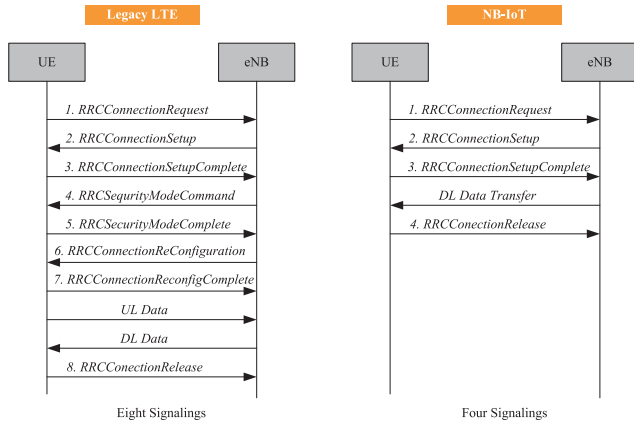 Legacy LTE
UE
eNB
1. RRCConnectionRequest
2. RRCConnectionSetup
3. RRCConnectionSetupComplete
4. RRCSequrityModeCommand
5. RRCSecurityModeComplete
6. RRCConnectionReConfiguration
7. RRCConnectionReconfigComplete
UL Data
DL Data
8. RRCConectionRelease
Eight Signalings
NB-IoT
UE
eNB
1. RRCConnectionRequest
2. RRCConnectionSetup
3. RRCConnectionSetupComplete
DL Data Transfer
4. RRCConectionRelease
Four Signalings